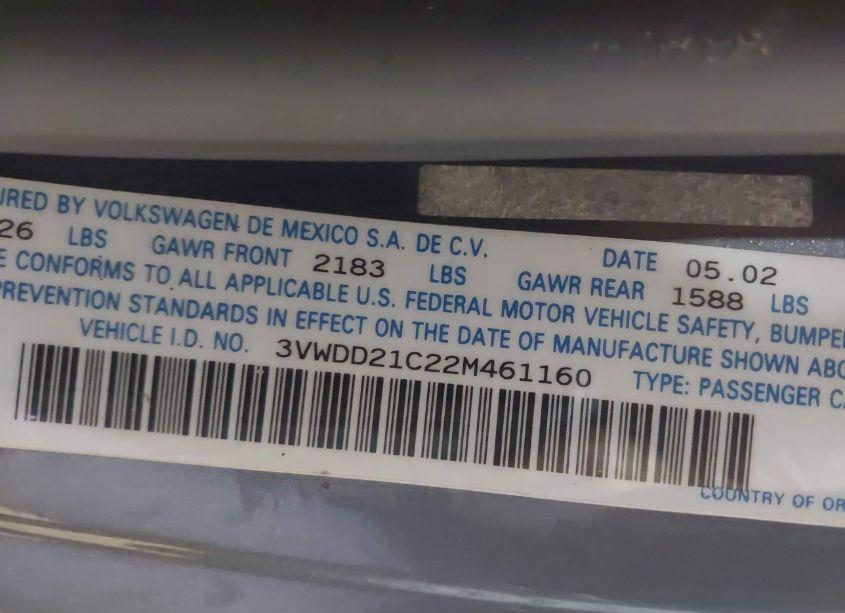 URED BY VOLKSWAGEN DE MEXICO S.A. DE C.V. DATE 05.02
26 LBS GAWR FRONT 2183 LBS GAWR REAR 1588 LBS
E CONFORMS TO ALL APPLICABLE U.S. FEDERAL MOTOR VEHICLE SAFETY, BUMPER
PREVENTION STANDARDS IN EFFECT ON THE DATE OF MANUFACTURE SHOWN ABO
VEHICLE I.D. NO. 3VWDD21C22M461160 TYPE: PASSENGER CA
COUNTRY OF OR